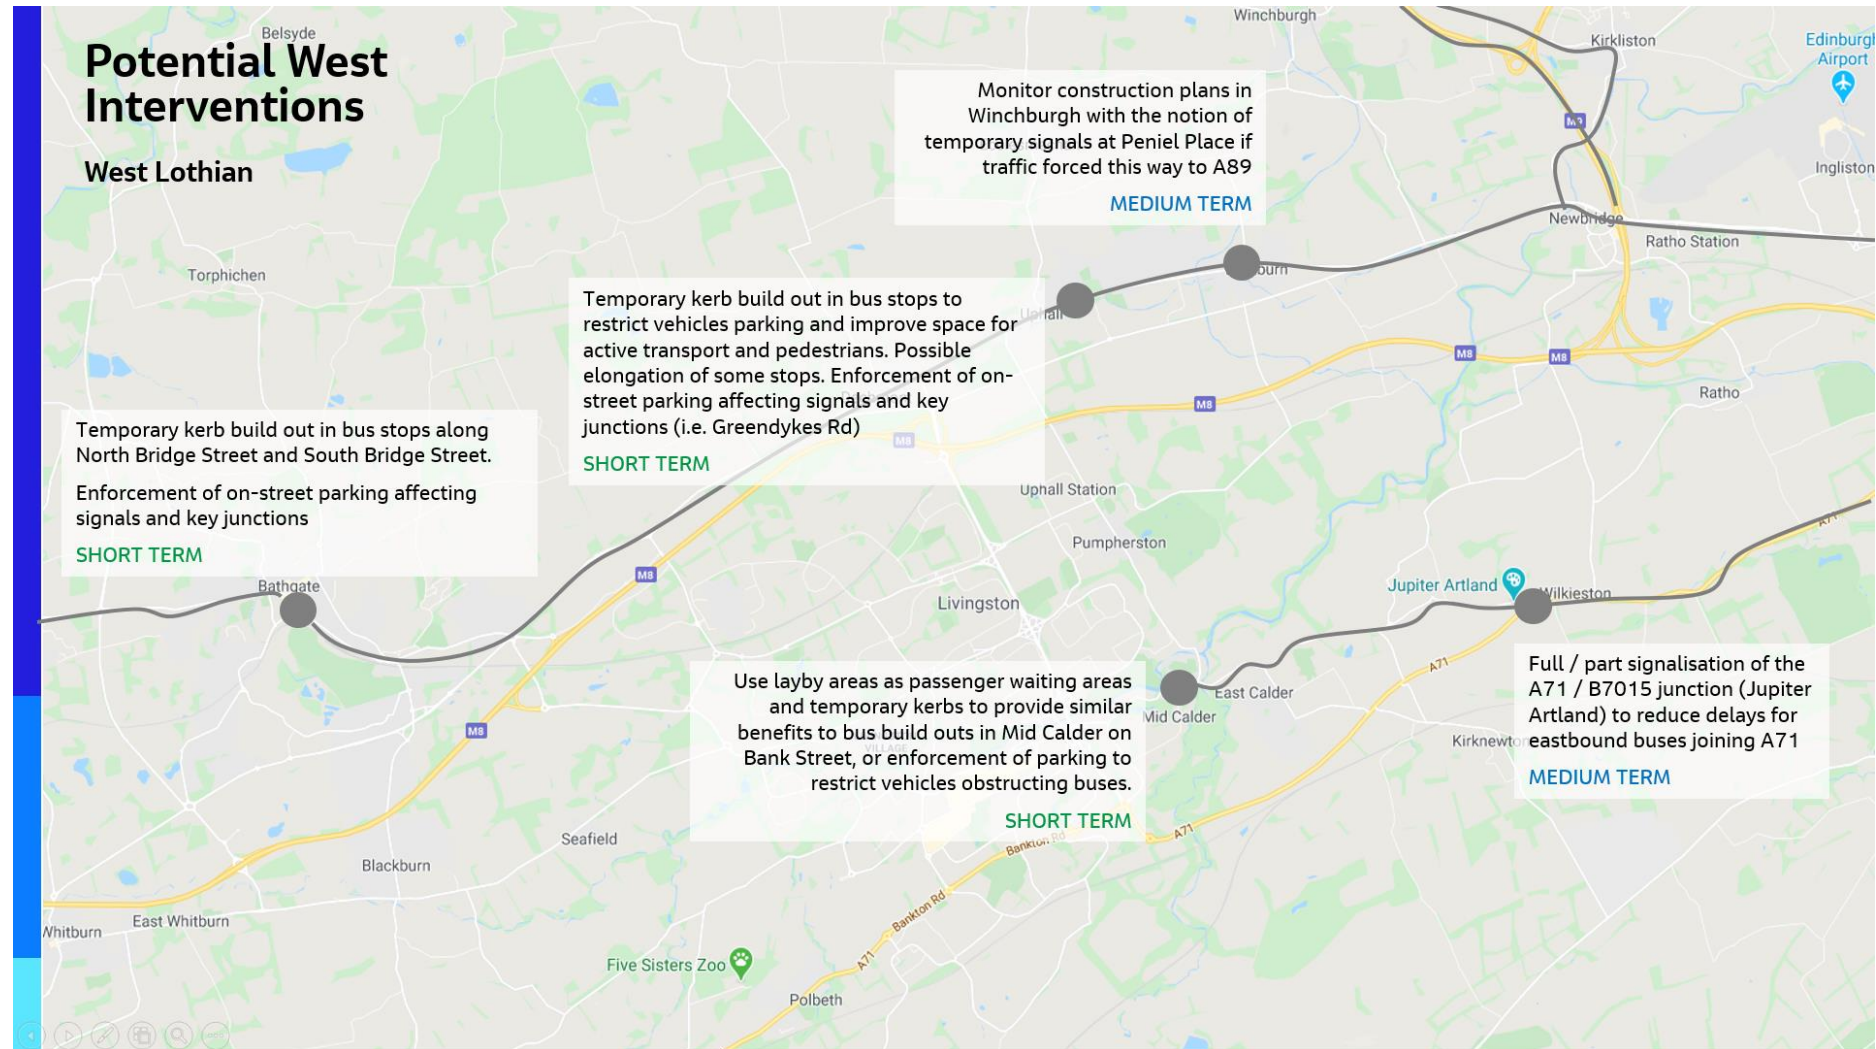 Potential West
Interventions
West Lothian
Belsyde
Winchburgh
Kirkliston
Edinburgh
Airport
M9
Ingliston
Monitor construction plans in
Winchburgh with the notion of
temporary signals at Peniel Place if
traffic forced this way to A89
MEDIUM TERM
Newbridge
Ratho Station
Torphichen
burn
Uphall
Temporary kerb build out in bus stops to
restrict vehicles parking and improve space for
active transport and pedestrians. Possible
elongation of some stops. Enforcement of on-
street parking affecting signals and key
junctions (i.e. Greendykes Rd)
SHORT TERM
M8
M8
M8
M8
Ratho
Temporary kerb build out in bus stops along
North Bridge Street and South Bridge Street.
Enforcement of on-street parking affecting
signals and key junctions
SHORT TERM
Uphall Station
A71
Pumpherston
M8
Bathgate
Livingston
Jupiter Artland
Wilkieston
Use layby areas as passenger waiting areas
and temporary kerbs to provide similar
benefits to bus build outs in Mid Calder on
Bank Street, or enforcement of parking to
restrict vehicles obstructing buses.
SHORT TERM
VILLAGE
East Calder
Mid Calder
A71
Full / part signalisation of the
A71 / B7015 junction (Jupiter
Artland) to reduce delays for
eastbound buses joining A71
MEDIUM TERM
Kirknewton
M8
A71
Bankton Rd
Seafield
Blackburn
Bankton Rd
East Whitburn
Whitburn
A71
Five Sisters Zoo
Polbeth